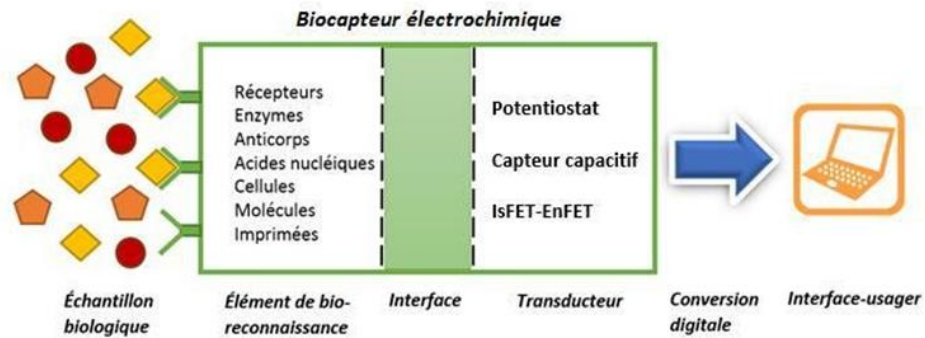 Biocapteur électrochimique
Récepteurs
Enzymes
Anticorps
Acides nucléiques
Cellules
Molécules
Imprimées
Potentiostat
Capteur capacitif
IsFET-EnFET
Échantillon
biologique
Élément de bio-
reconnaissance
Interface
Transducteur
Conversion
digitale
Interface-usager